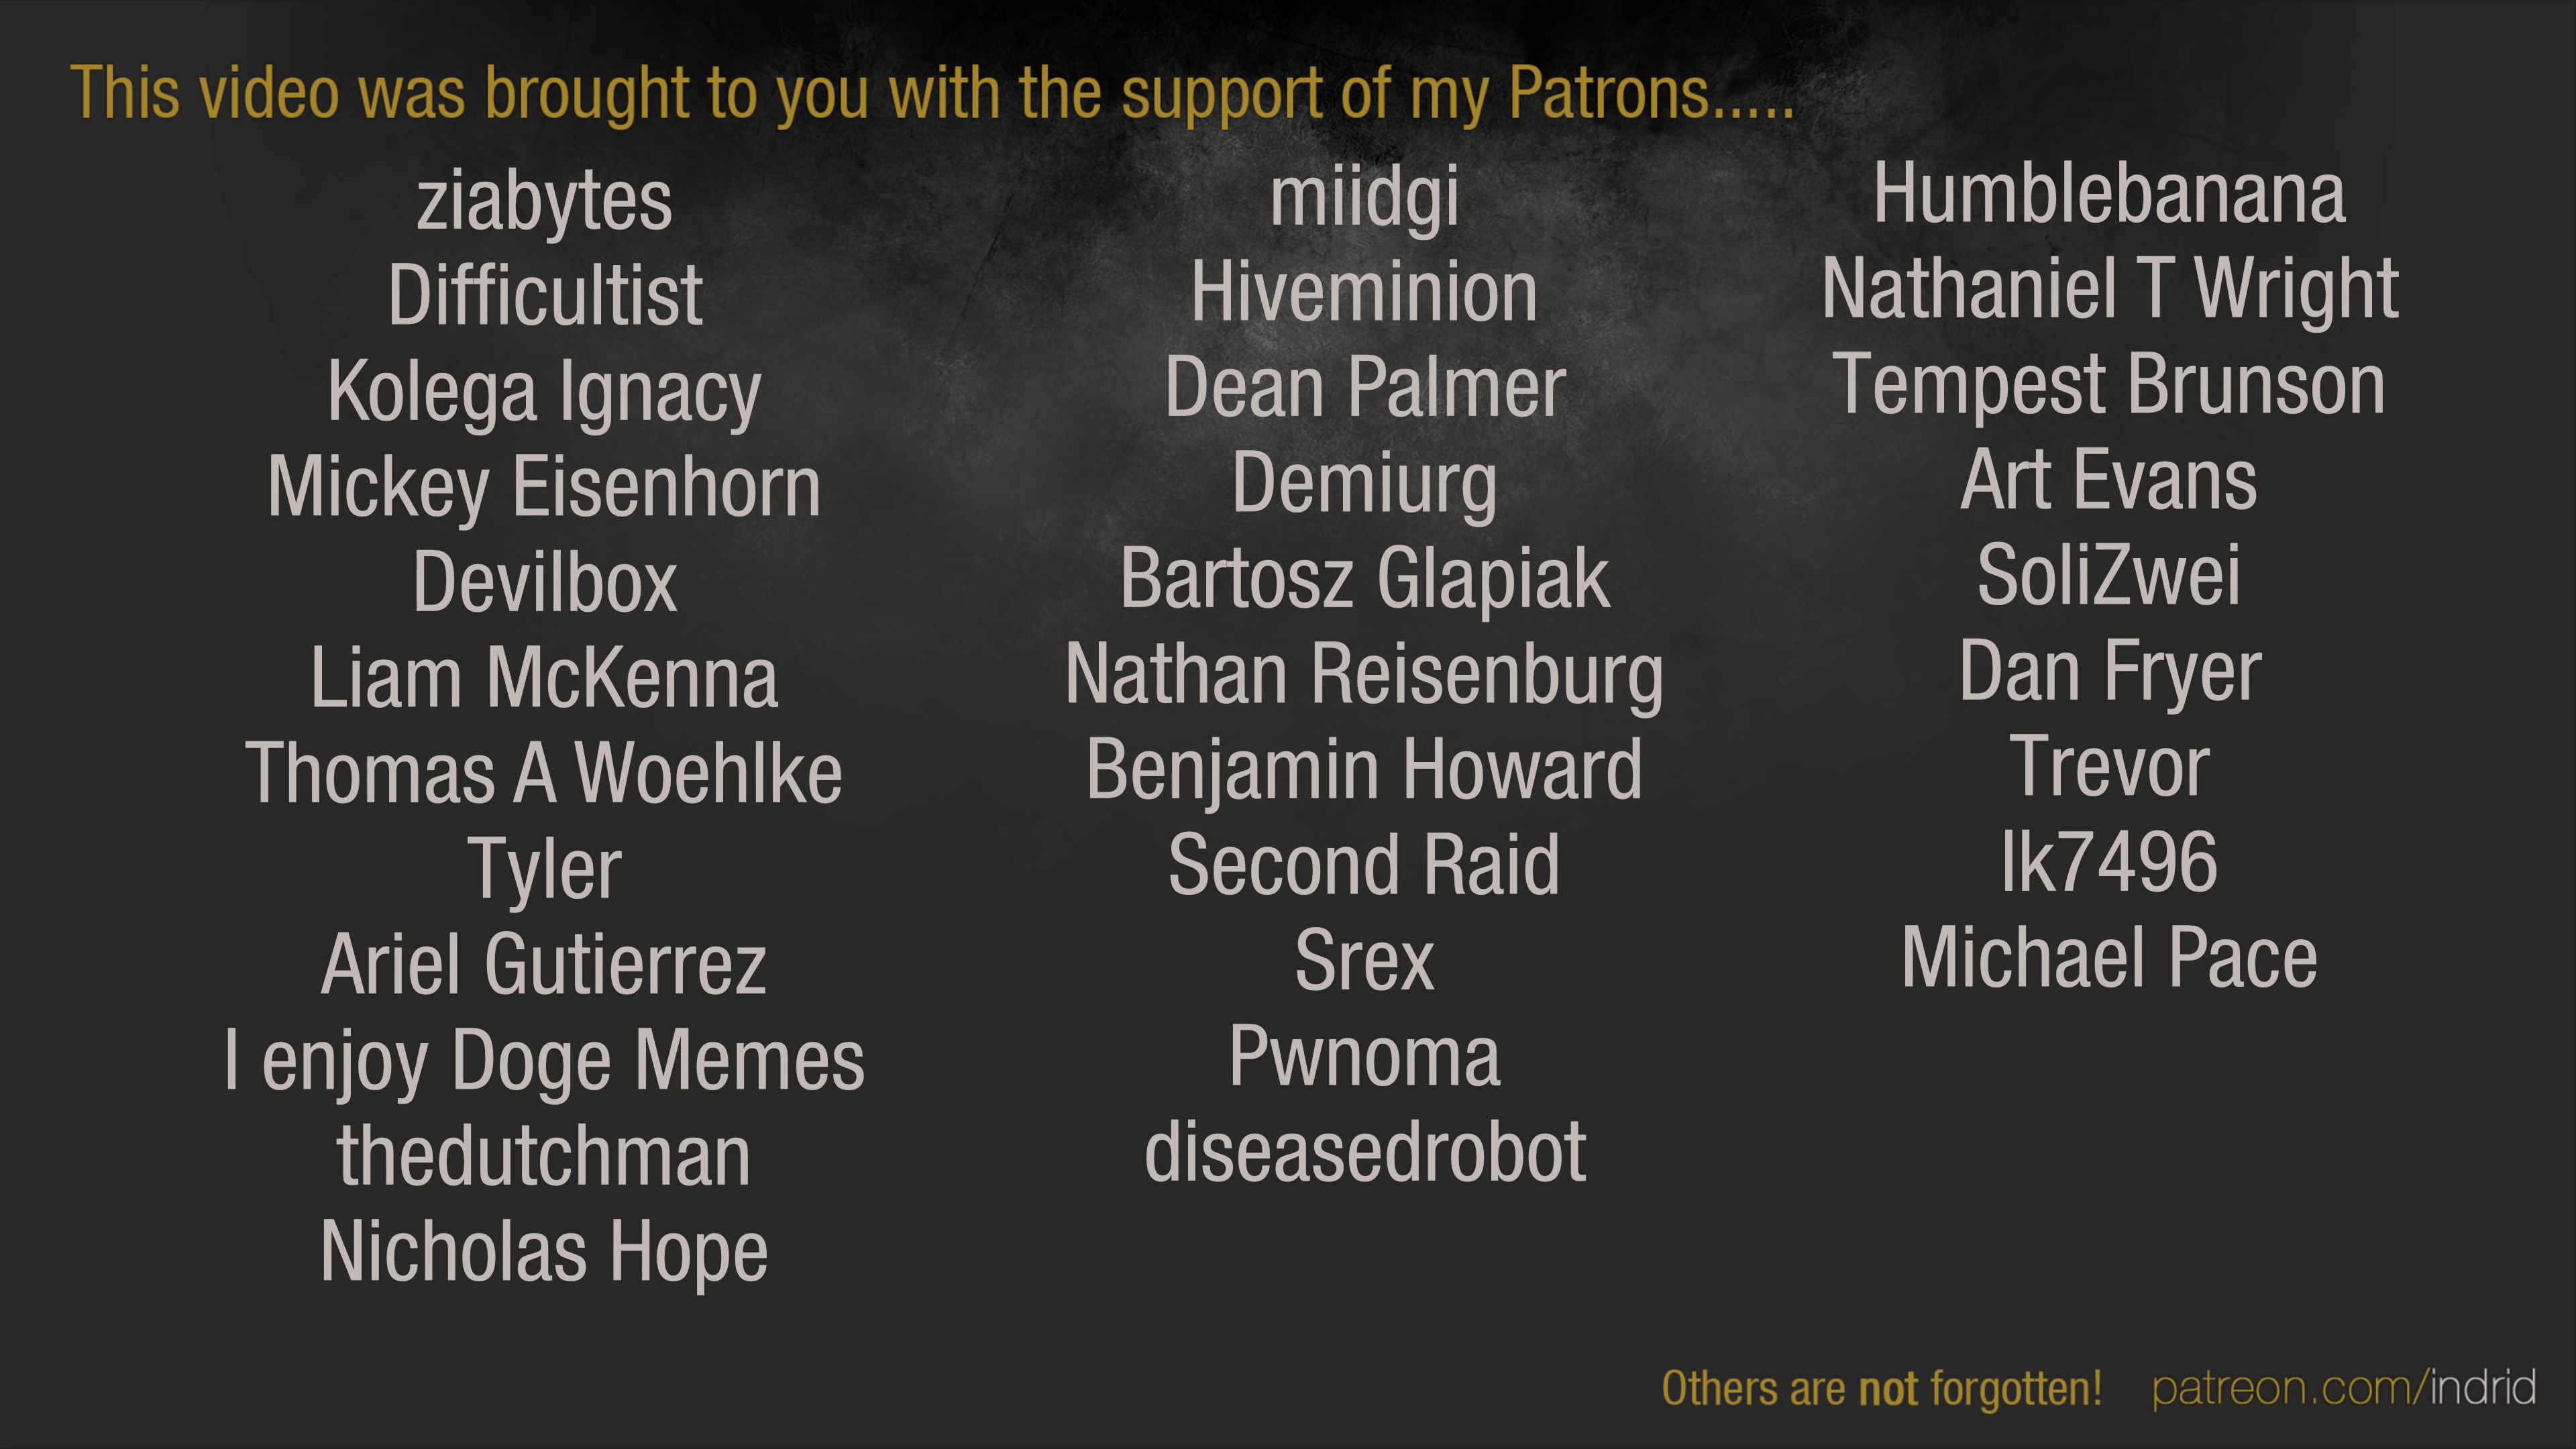 This video was brought to you with the support of my Patrons.....
ziabytes
Difficultist
Kolega Ignacy
Mickey Eisenhorn
Devilbox
Liam McKenna
Thomas A Woehlke
Tyler
Ariel Gutierrez
I enjoy Doge Memes
thedutchman
Nicholas Hope
miidgi
Hiveminion
Dean Palmer
Demiurg
Bartosz Glapiak
Nathan Reisenburg
Benjamin Howard
Second Raid
Srex
Pwnoma
diseasedrobot
Humblebanana
Nathaniel T Wright
Tempest Brunson
Art Evans
SoliZwei
Dan Fryer
Trevor
lk7496
Michael Pace
Others are not forgotten! patreon.com/indrid